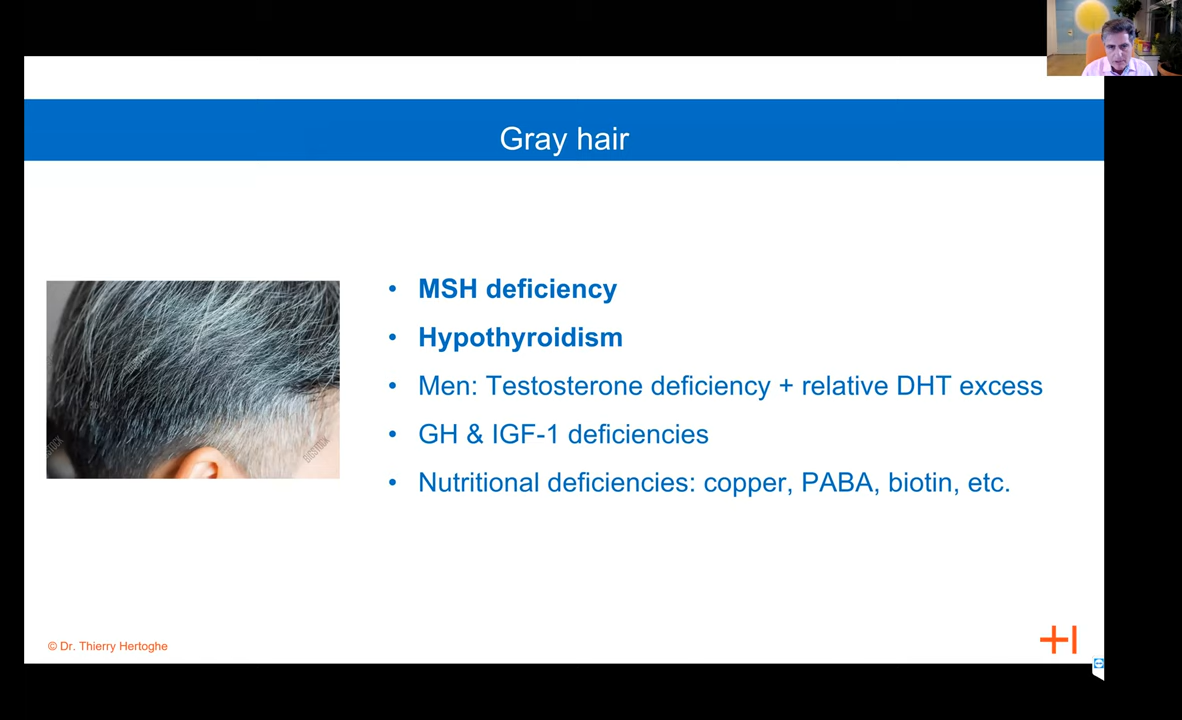 Gray hair
• MSH deficiency
• Hypothyroidism
• Men: Testosterone deficiency + relative DHT excess
• GH & IGF-1 deficiencies
• Nutritional deficiencies: copper, PABA, biotin, etc.
BIGSTOCK
© Dr. Thierry Hertoghe